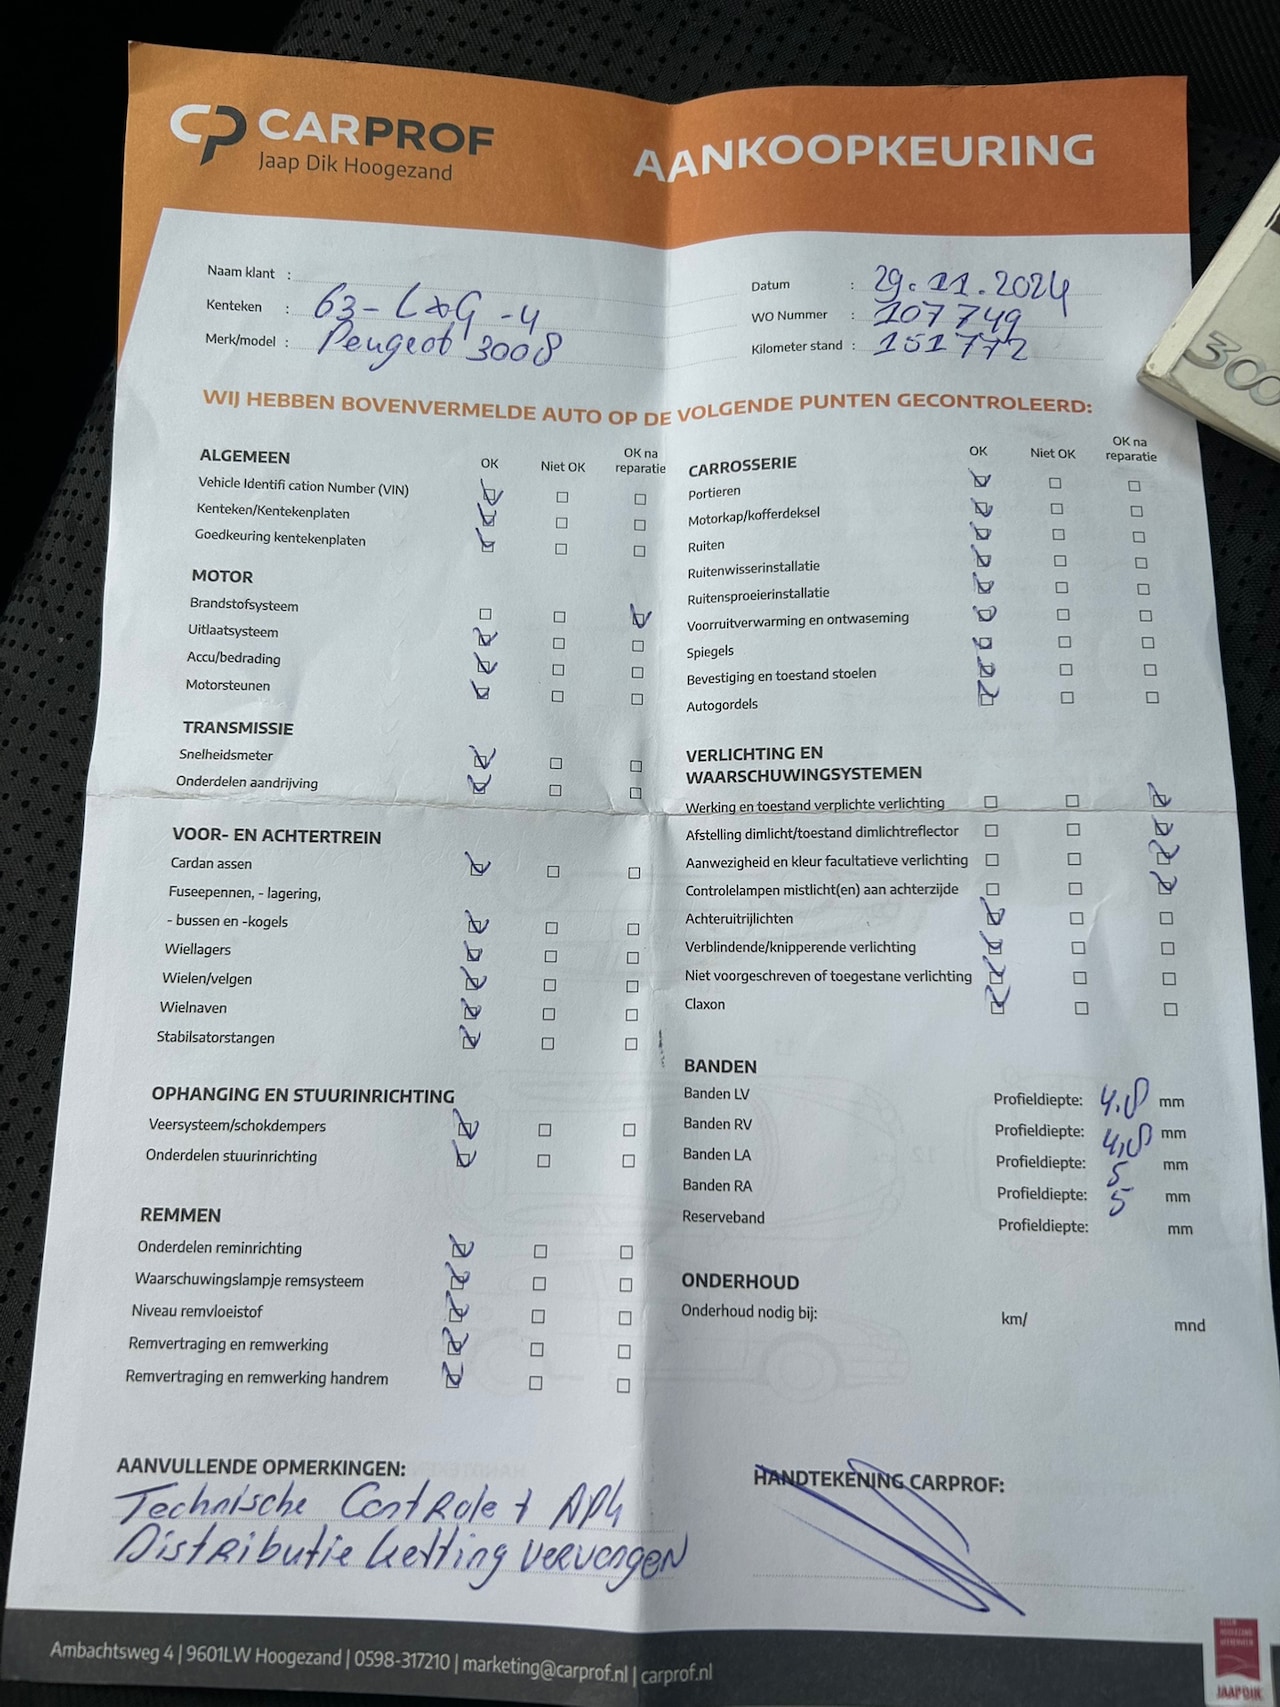 CP CARPROF
Jaap Dik Hoogezand
AANKOOPKEURING
Naam klant :
Kenteken : 63-LXG-4
Merk/model : Peugeot 3008
Datum : 29.11.2024
WO Nummer : 107749
Kilometer stand : 151772
WIJ HEBBEN BOVENVERMELDE AUTO OP DE VOLGENDE PUNTEN GECONTROLEERD:
ALGEMEEN OK Niet OK OK na reparatie
Vehicle Identifi cation Number (VIN)
Kenteken/Kentekenplaten
Goedkeuring kentekenplaten
MOTOR
Brandstofsysteem
Uitlaatsysteem
Accu/bedrading
Motorsteunen
TRANSMISSIE
Snelheidsmeter
Onderdelen aandrijving
VOOR- EN ACHTERTREIN
Cardan assen
Fuseepennen, - lagering,
- bussen en -kogels
Wiellagers
Wielen/velgen
Wielnaven
Stabilsatorstangen
OPHANGING EN STUURINRICHTING
Veersysteem/schokdempers
Onderdelen stuurinrichting
REMMEN
Onderdelen reminrichting
Waarschuwingslampje remsysteem
Niveau remvloeistof
Remvertraging en remwerking
Remvertraging en remwerking handrem
CARROSSERIE OK Niet OK OK na reparatie
Portieren
Motorkap/kofferdeksel
Ruiten
Ruitenwisserinstallatie
Ruitensproeierinstallatie
Voorruitverwarming en ontwaseming
Spiegels
Bevestiging en toestand stoelen
Autogordels
VERLICHTING EN
WAARSCHUWINGSYSTEMEN
Werking en toestand verplichte verlichting
Afstelling dimlicht/toestand dimlichtreflector
Aanwezigheid en kleur facultatieve verlichting
Controlelampen mistlicht(en) aan achterzijde
Achteruitrijlichten
Verblindende/knipperende verlichting
Niet voorgeschreven of toegestane verlichting
Claxon
BANDEN
Banden LV Profieldiepte: 4.8 mm
Banden RV Profieldiepte: 4,8 mm
Banden LA Profieldiepte: 5 mm
Banden RA Profieldiepte: 5 mm
Reserveband Profieldiepte: mm
ONDERHOUD
Onderhoud nodig bij: km/ mnd
AANVULLENDE OPMERKINGEN:
Technische Controle + APK
Distributie ketting vervangen
HANDTEKENING CARPROF:
Ambachtsweg 4 | 9601LW Hoogezand | 0598-317210 | marketing@carprof.nl | carprof.nl
JAAP DIK
300